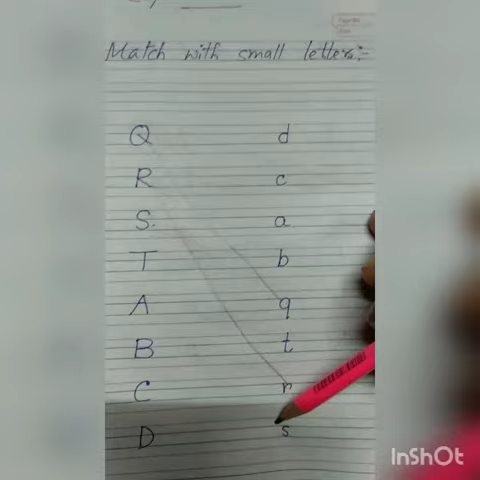 Match with small letters:-
Q d
R c
S a
T b
A q
B t
C r
D s
InShOt